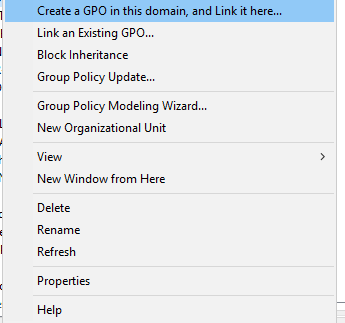 Create a GPO in this domain, and Link it here...
Link an Existing GPO...
Block Inheritance
Group Policy Update...
Group Policy Modeling Wizard...
New Organizational Unit
View
New Window from Here
Delete
Rename
Refresh
Properties
Help